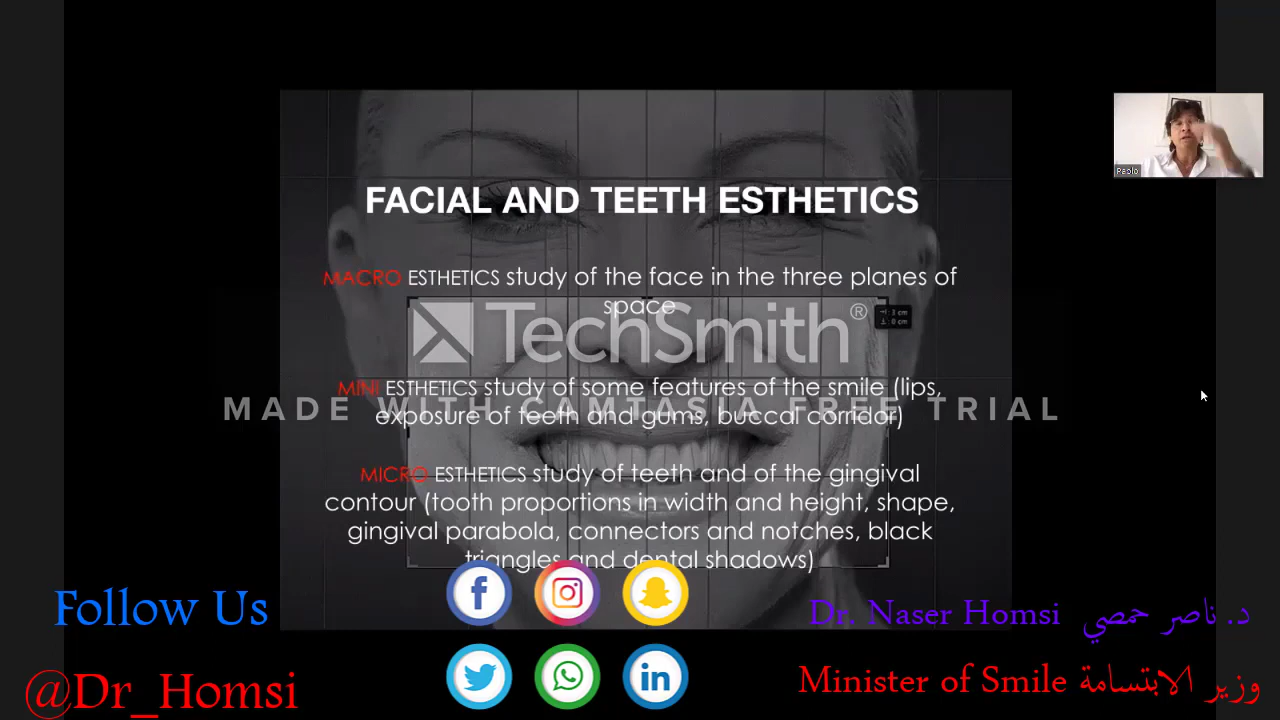 FACIAL AND TEETH ESTHETICS
MACRO ESTHETICS study of the face in the three planes of
space
TechSmith®
MINI ESTHETICS study of some features of the smile (lips,
MADE WITH CAMTASIA FREE TRIAL
exposure of teeth and gums, buccal corridor)
MICRO ESTHETICS study of teeth and of the gingival
contour (tooth proportions in width and height, shape,
gingival parabola, connectors and notches, black
triangles and dental shadows)
Paolo
Follow Us
@Dr_Homsi
Dr. Naser Homsi د. ناصر حمصي
Minister of Smile وزير الابتسامة
f
in